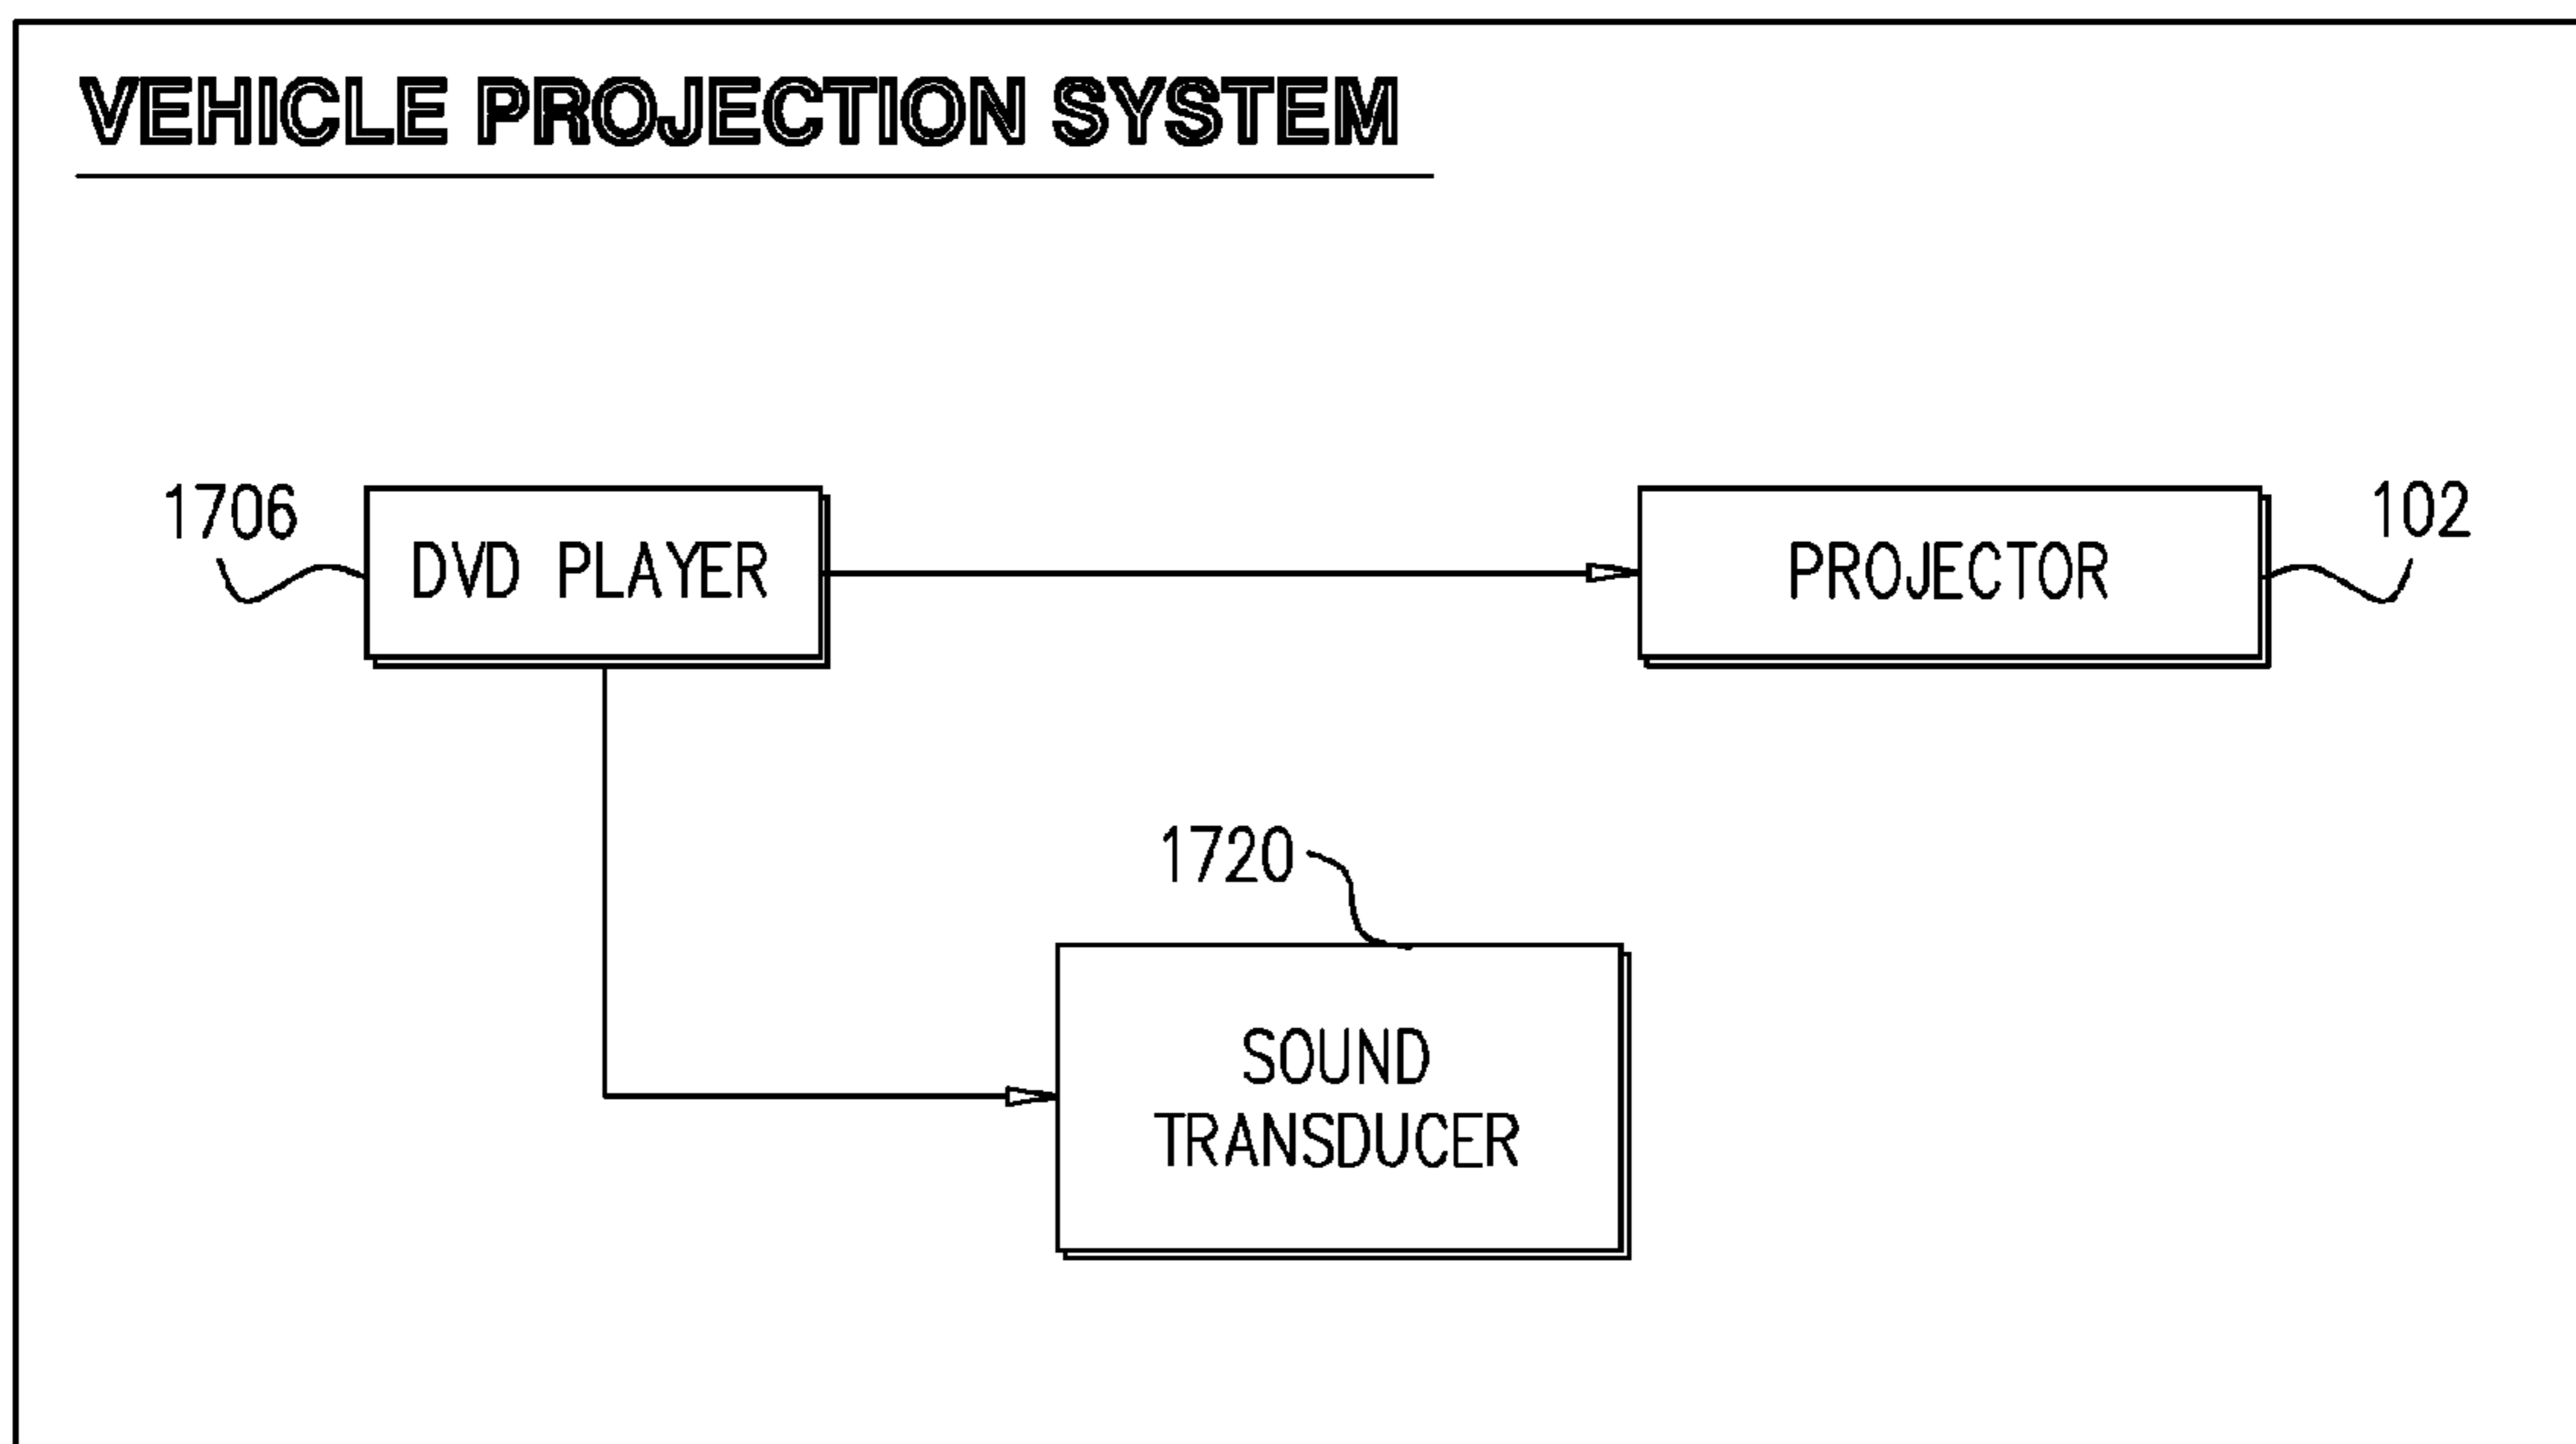 VEHICLE PROJECTION SYSTEM
1706
DVD PLAYER
PROJECTOR
102
1720
SOUND
TRANSDUCER